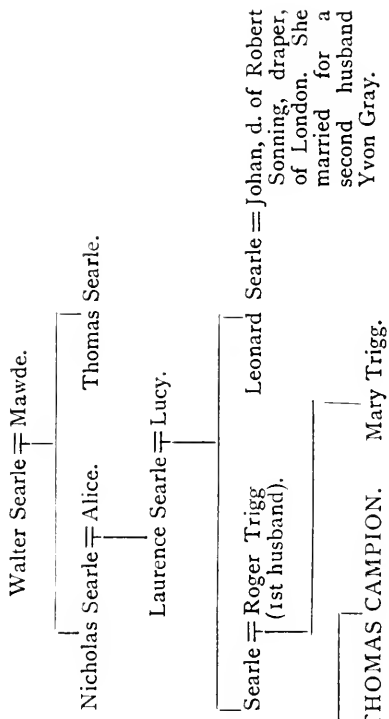 Walter Searle = Mawde.
Nicholas Searle = Alice. Thomas Searle.
Laurence Searle = Lucy.
Searle = Roger Trigg Leonard Searle = Johan, d. of Robert
(1st husband). Sonning, draper,
of London. She
married for a
second husband
Yvon Gray.
THOMAS CAMPION. Mary Trigg.